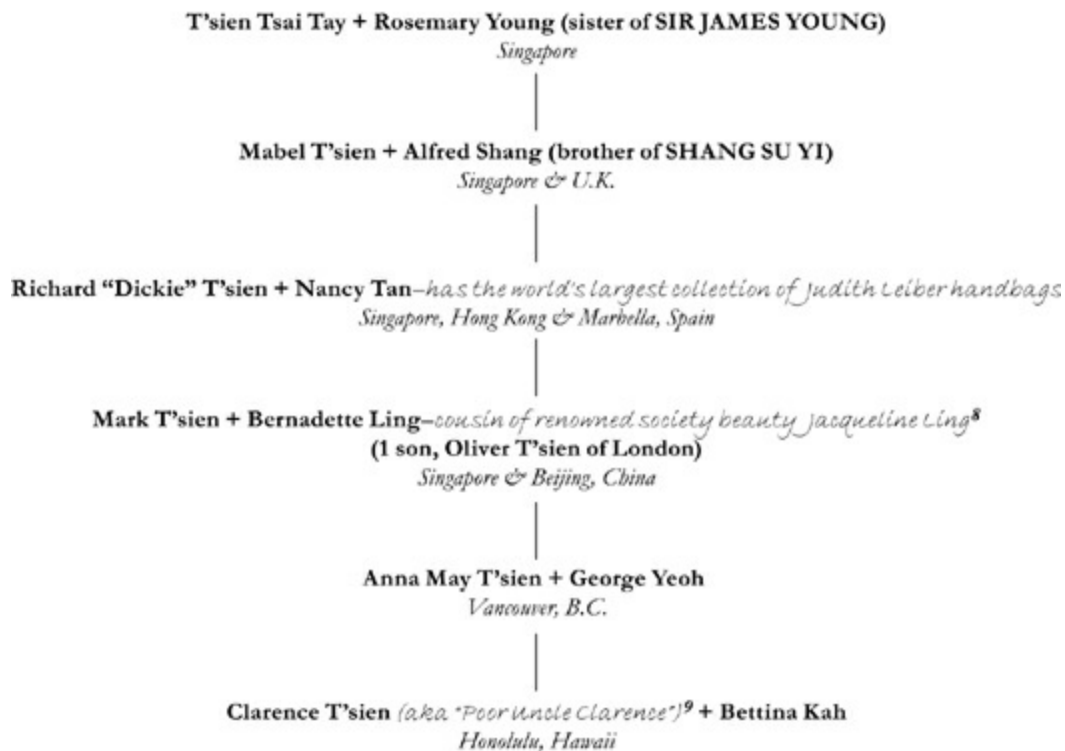 T'sien Tsai Tay + Rosemary Young (sister of SIR JAMES YOUNG)
Singapore
Mabel T'sien + Alfred Shang (brother of SHANG SU YI)
Singapore & U.K.
Richard “Dickie” T'sien + Nancy Tan–has the world's largest collection of Judith Leiber handbags
Singapore, Hong Kong & Marbella, Spain
Mark T'sien + Bernadette Ling–cousin of renowned society beauty Jacqueline Ling⁸
(1 son, Oliver T'sien of London)
Singapore & Beijing, China
Anna May T'sien + George Yeoh
Vancouver, B.C.
Clarence T'sien (aka "Poor Uncle Clarence")⁹ + Bettina Kah
Honolulu, Hawaii